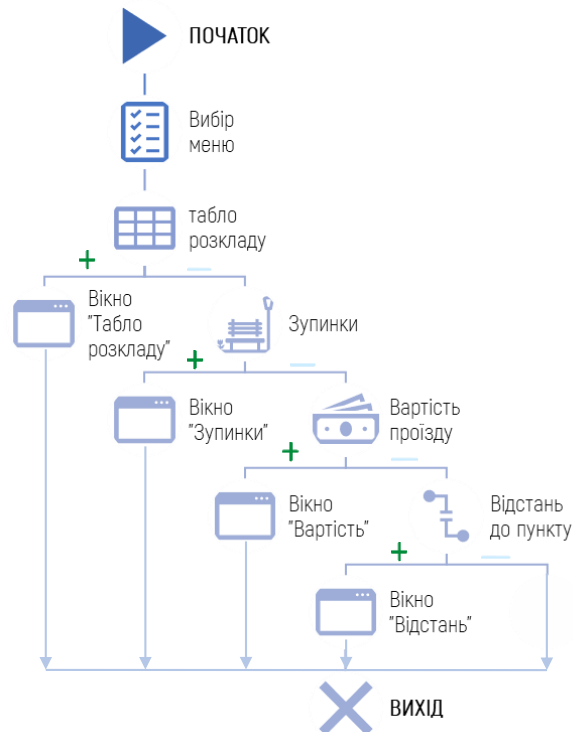 ПОЧАТОК
Вибір
меню
табло
розкладу
+
Вікно
"Табло
розкладу"
Зупинки
+
Вікно
"Зупинки"
Вартість
проїзду
+
Вікно
"Вартість"
Відстань
до пункту
+
Вікно
"Відстань"
ВИХІД